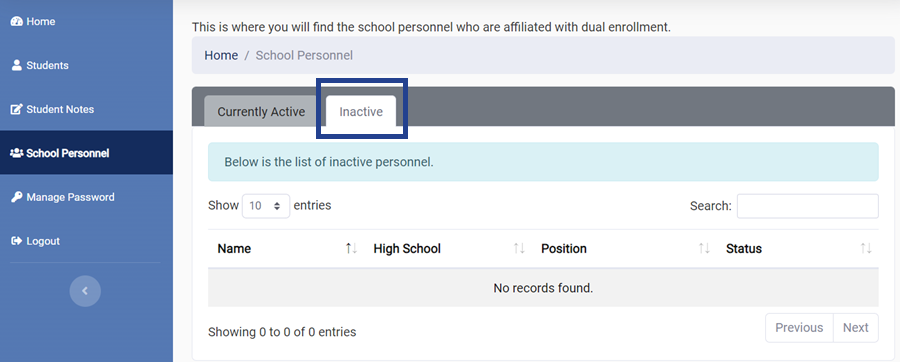 Home
Students
Student Notes
School Personnel
Manage Password
Logout
This is where you will find the school personnel who are affiliated with dual enrollment.
Home / School Personnel
Currently Active Inactive
Below is the list of inactive personnel.
Show 10 entries Search:
Name High School Position Status
No records found.
Showing 0 to 0 of 0 entries Previous Next